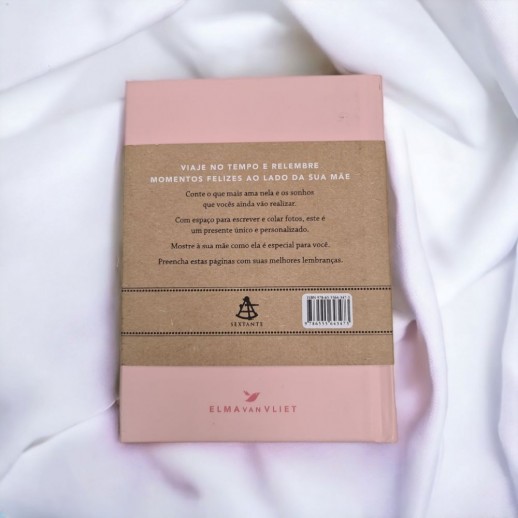 VIAJE NO TEMPO E RELEMBRE
MOMENTOS FELIZES AO LADO DA SUA MÃE
Conte o que mais ama nela e os sonhos
que vocês ainda vão realizar.
Com espaço para escrever e colar fotos, este é
um presente único e personalizado.
Mostre à sua mãe como ela é especial para você.
Preencha estas páginas com suas melhores lembranças.
SEXTANTE
ELMA VAN VLIET